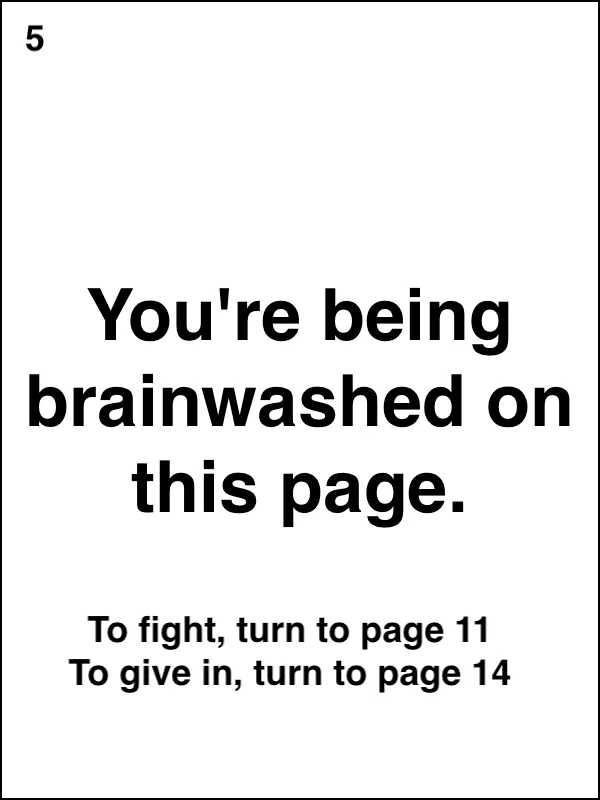 5
You're being
brainwashed on
this page.
To fight, turn to page 11
To give in, turn to page 14